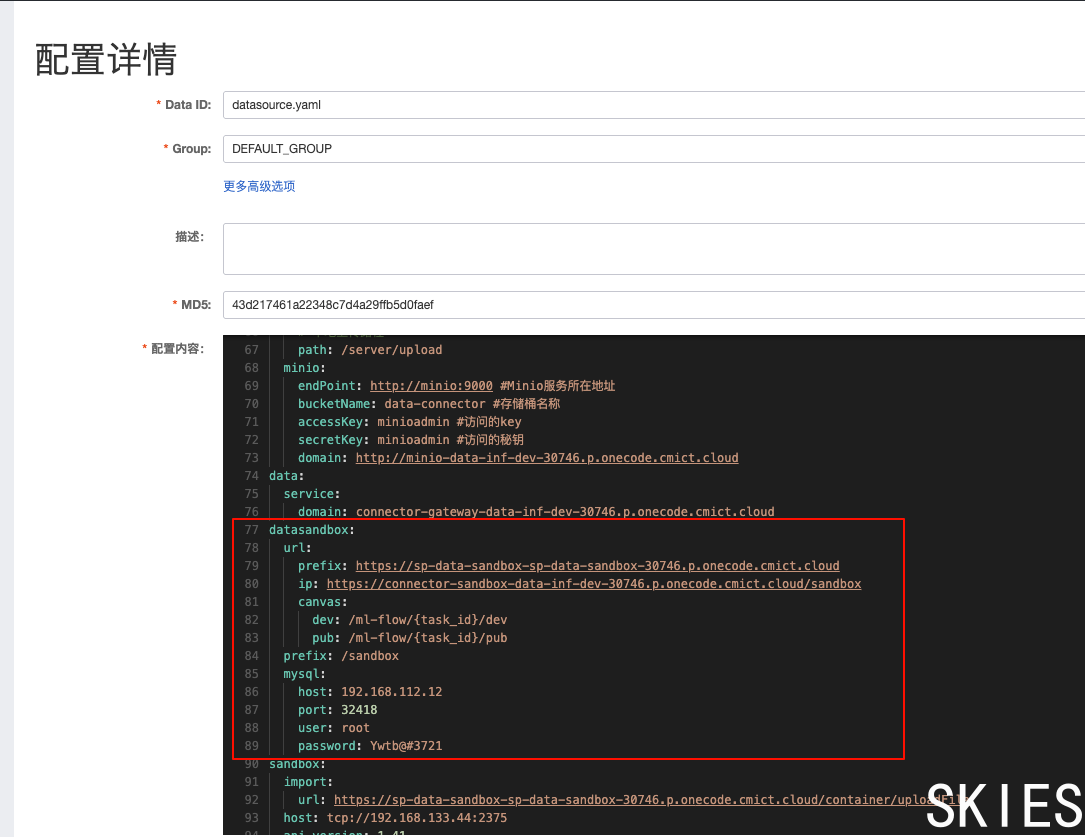 配置详情
* Data ID: datasource.yaml
* Group: DEFAULT_GROUP
更多高级选项
描述:
* MD5: 43d217461a22348c7d4a29ffb5d0faef
* 配置内容:
67 path: /server/upload
68 minio:
69 endPoint: http://minio:9000 #Minio服务所在地址
70 bucketName: data-connector #存储桶名称
71 accessKey: minioadmin #访问的key
72 secretKey: minioadmin #访问的秘钥
73 domain: http://minio-data-inf-dev-30746.p.onecode.cmict.cloud
74 data:
75 service:
76 domain: connector-gateway-data-inf-dev-30746.p.onecode.cmict.cloud
77 datasandbox:
78 url:
79 prefix: https://sp-data-sandbox-sp-data-sandbox-30746.p.onecode.cmict.cloud
80 ip: https://connector-sandbox-data-inf-dev-30746.p.onecode.cmict.cloud/sandbox
81 canvas:
82 dev: /ml-flow/{task_id}/dev
83 pub: /ml-flow/{task_id}/pub
84 prefix: /sandbox
85 mysql:
86 host: 192.168.112.12
87 port: 32418
88 user: root
89 password: Ywtb@#3721
90 sandbox:
91 import:
92 url: https://sp-data-sandbox-sp-data-sandbox-30746.p.onecode.cmict.cloud/container/uploadFil
93 host: tcp://192.168.133.44:2375
94 api-version: 1.41
SKIES